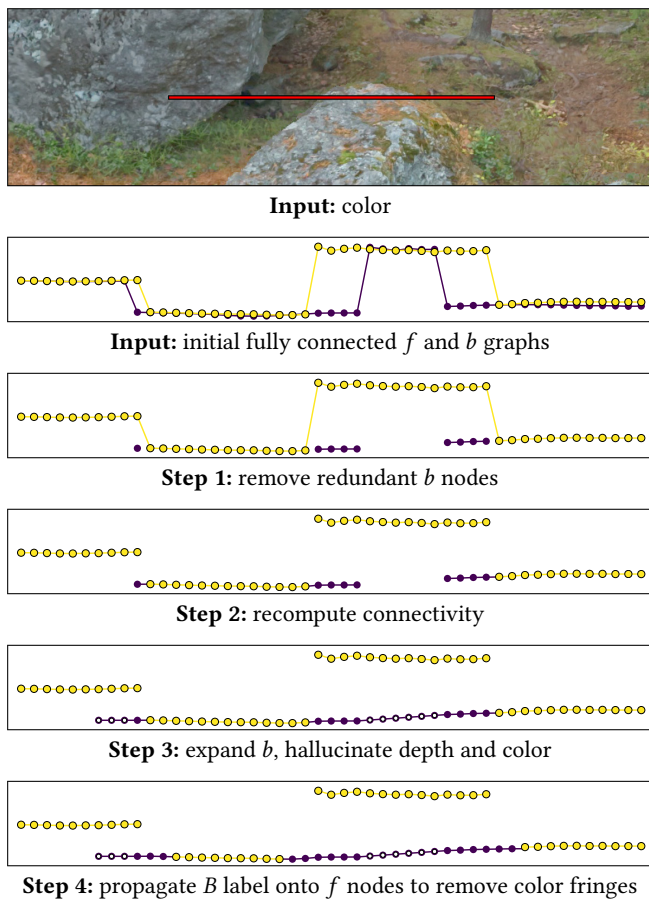 Input: color
Input: initial fully connected f and b graphs
Step 1: remove redundant b nodes
Step 2: recompute connectivity
Step 3: expand b, hallucinate depth and color
Step 4: propagate B label onto f nodes to remove color fringes